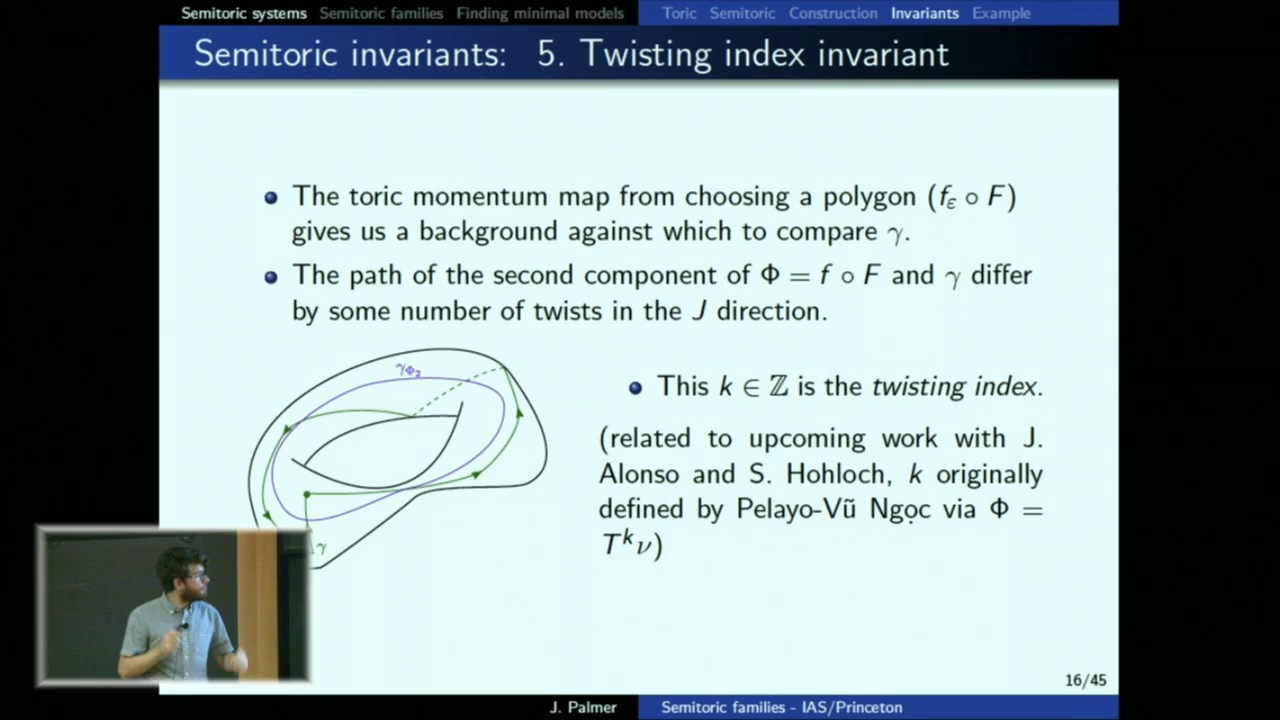 Semitoric systems Semitoric families Finding minimal models Toric Semitoric Construction Invariants Example
Semitoric invariants: 5. Twisting index invariant
The toric momentum map from choosing a polygon (fε ∘ F)
gives us a background against which to compare γ.
The path of the second component of Φ = f ∘ F and γ differ
by some number of twists in the J direction.
γΦ₂
This k ∈ ℤ is the twisting index.
(related to upcoming work with J.
Alonso and S. Hohloch, k originally
defined by Pelayo-Vũ Ngọc via Φ =
Tᵏν)
γ
16/45
J. Palmer Semitoric families - IAS/Princeton